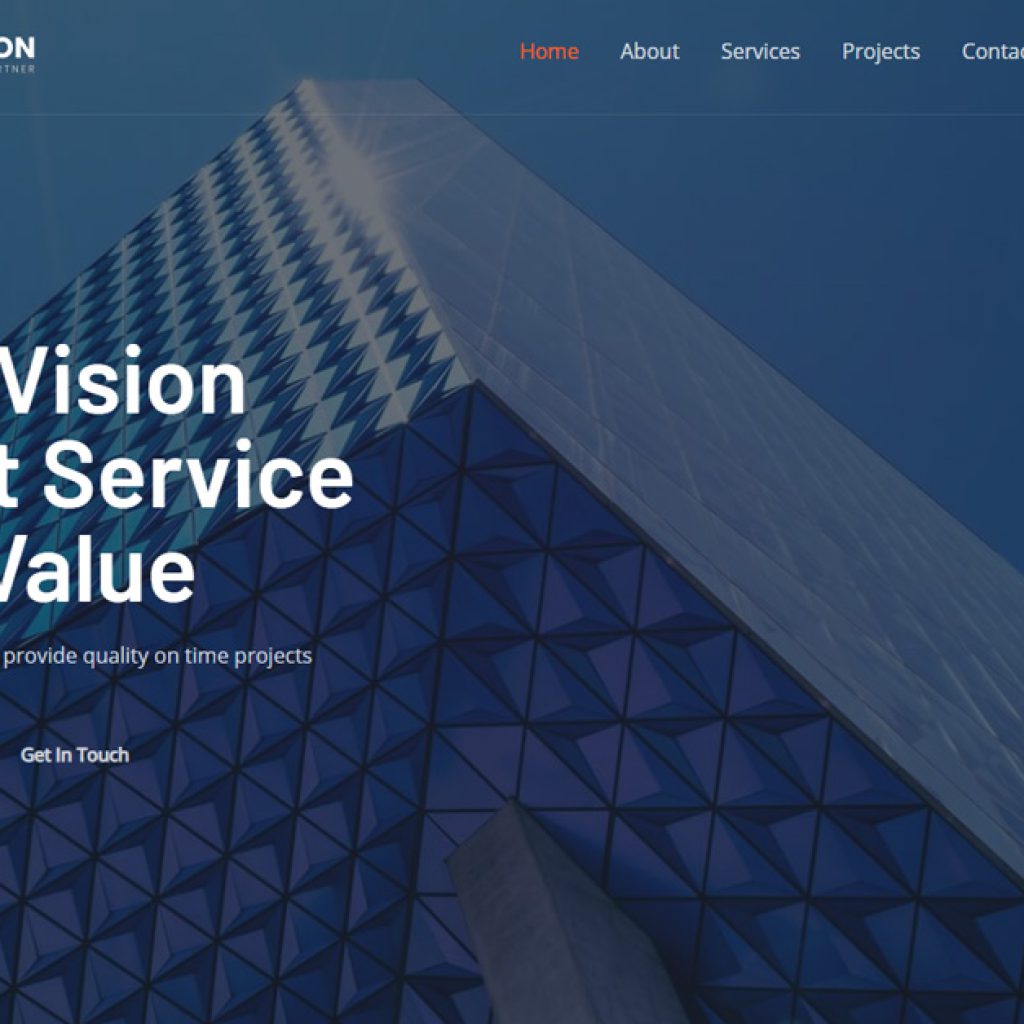 ON
RTNER
Home About Services Projects Contac
Vision
t Service
Value
provide quality on time projects
Get In Touch